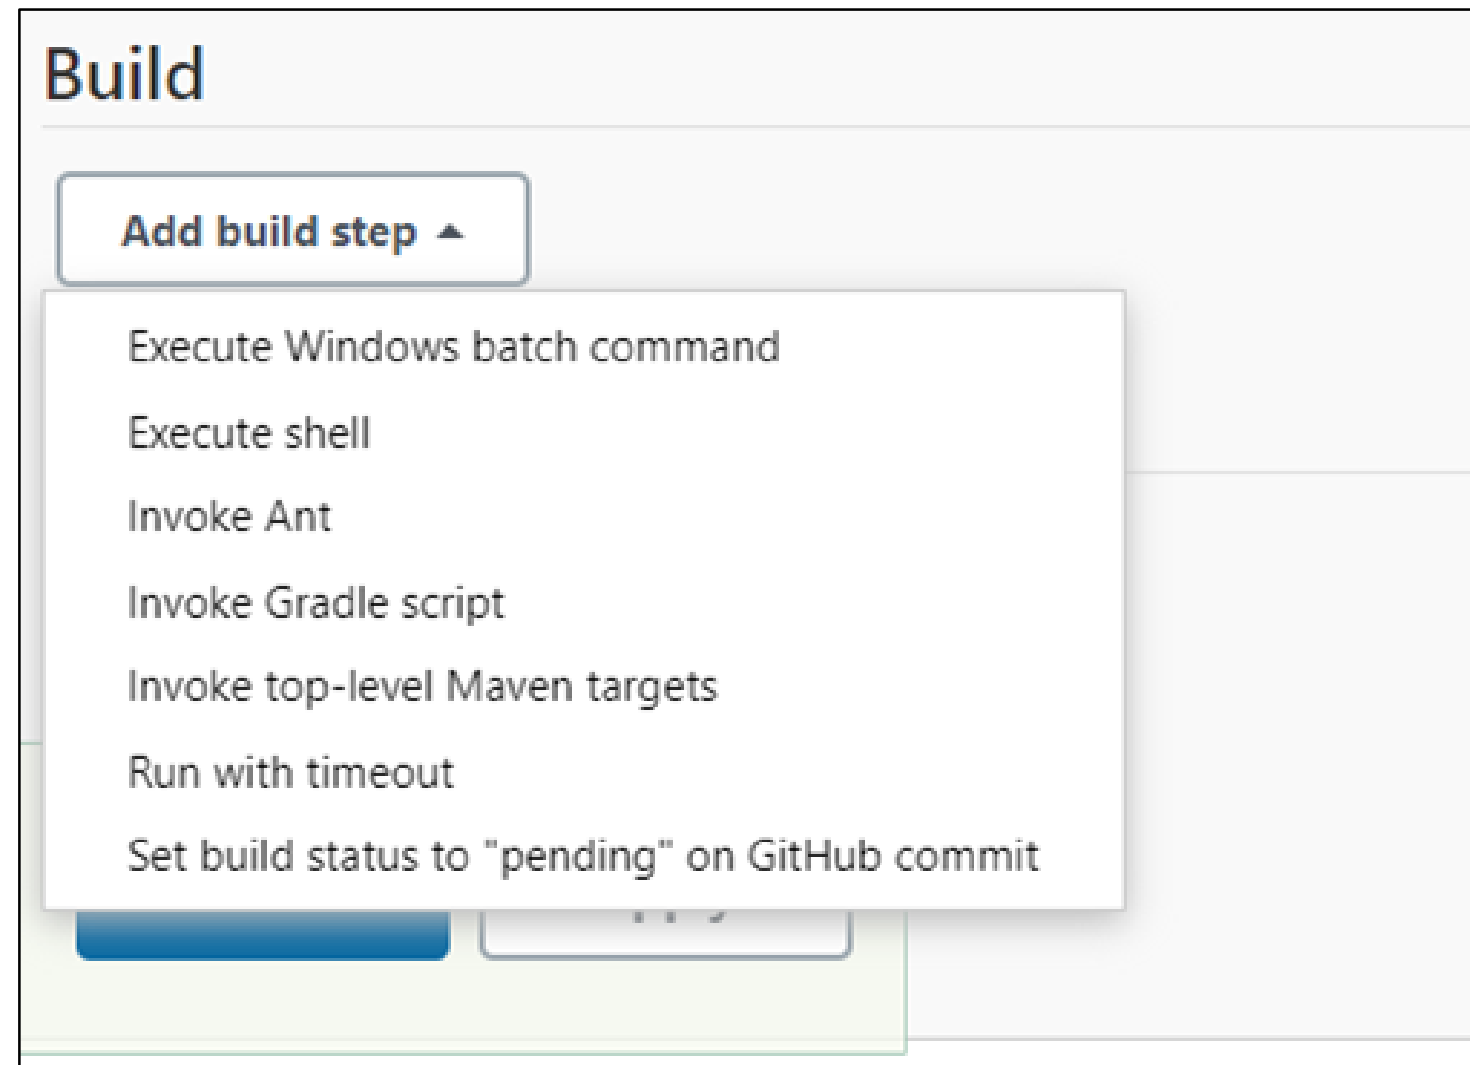 Build
Add build step
Execute Windows batch command
Execute shell
Invoke Ant
Invoke Gradle script
Invoke top-level Maven targets
Run with timeout
Set build status to "pending" on GitHub commit